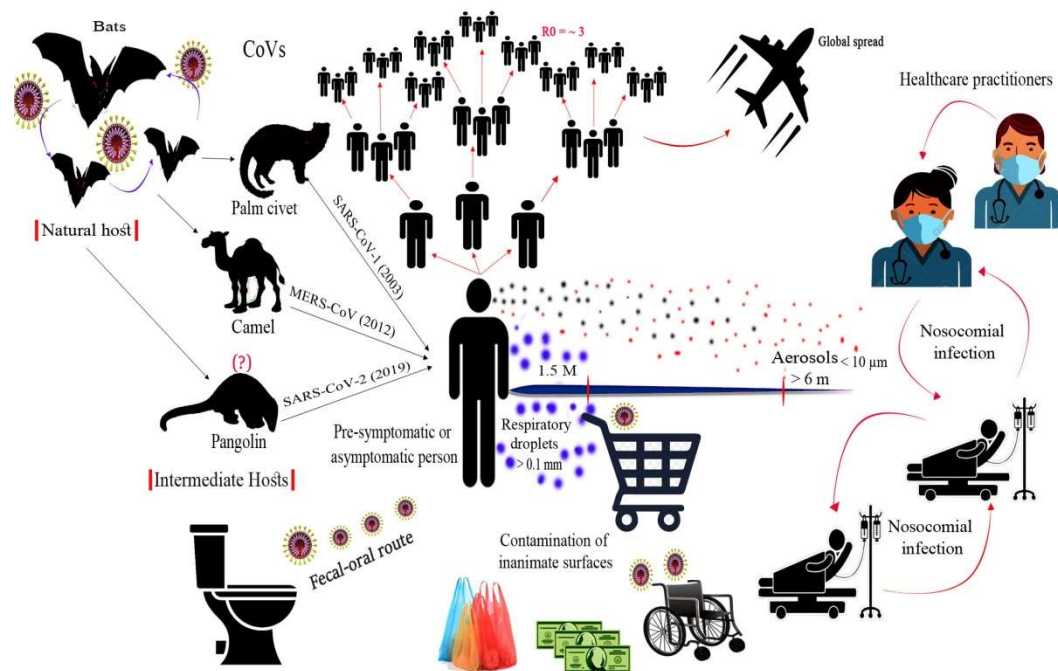 Bats
CoVs
R0 = ~ 3
Global spread
Healthcare practitioners
Palm civet
Natural host
SARS-CoV-1 (2003)
Camel
MERS-CoV (2012)
(?)
SARS-CoV-2 (2019)
Pangolin
Intermediate Hosts
Pre-symptomatic or
asymptomatic person
1.5 M
Aerosols < 10 µm
> 6 m
Respiratory
droplets
> 0.1 mm
Nosocomial
infection
Nosocomial
infection
Fecal-oral route
Contamination of
inanimate surfaces